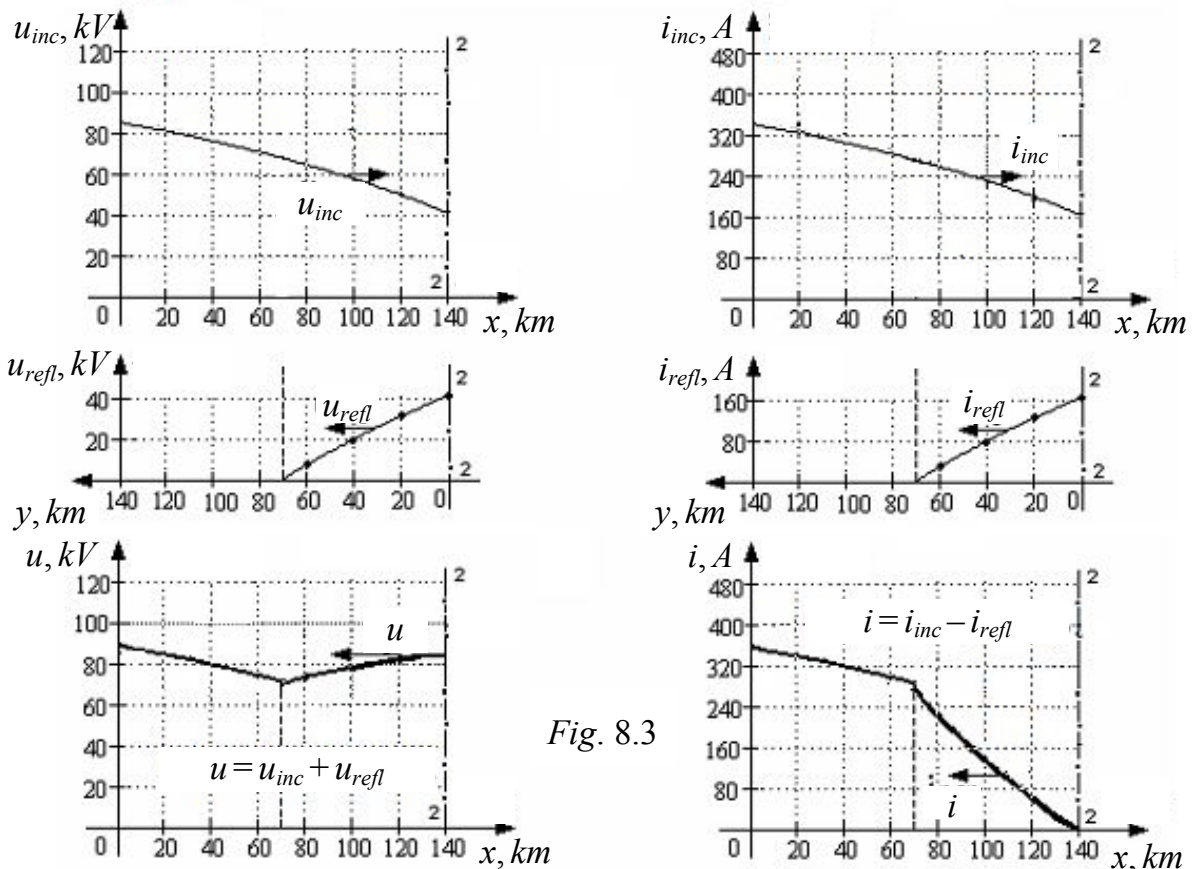 u_inc, kV
120
100
80
60
40
20
0
20 40 60 80 100 120 140 x, km
u_inc
2
2
i_inc, A
480
400
320
240
160
80
0
20 40 60 80 100 120 140 x, km
i_inc
2
2
u_refl, kV
40
20
u_refl
2
2
140 120 100 80 60 40 20 0
y, km
i_refl, A
160
80
i_refl
2
2
140 120 100 80 60 40 20 0
y, km
u, kV
120
100
80
60
40
20
0
20 40 60 80 100 120 140 x, km
u
u = u_inc + u_refl
2
2
Fig. 8.3
i, A
480
400
320
240
160
80
0
20 40 60 80 100 120 140 x, km
i = i_inc – i_refl
i
2
2